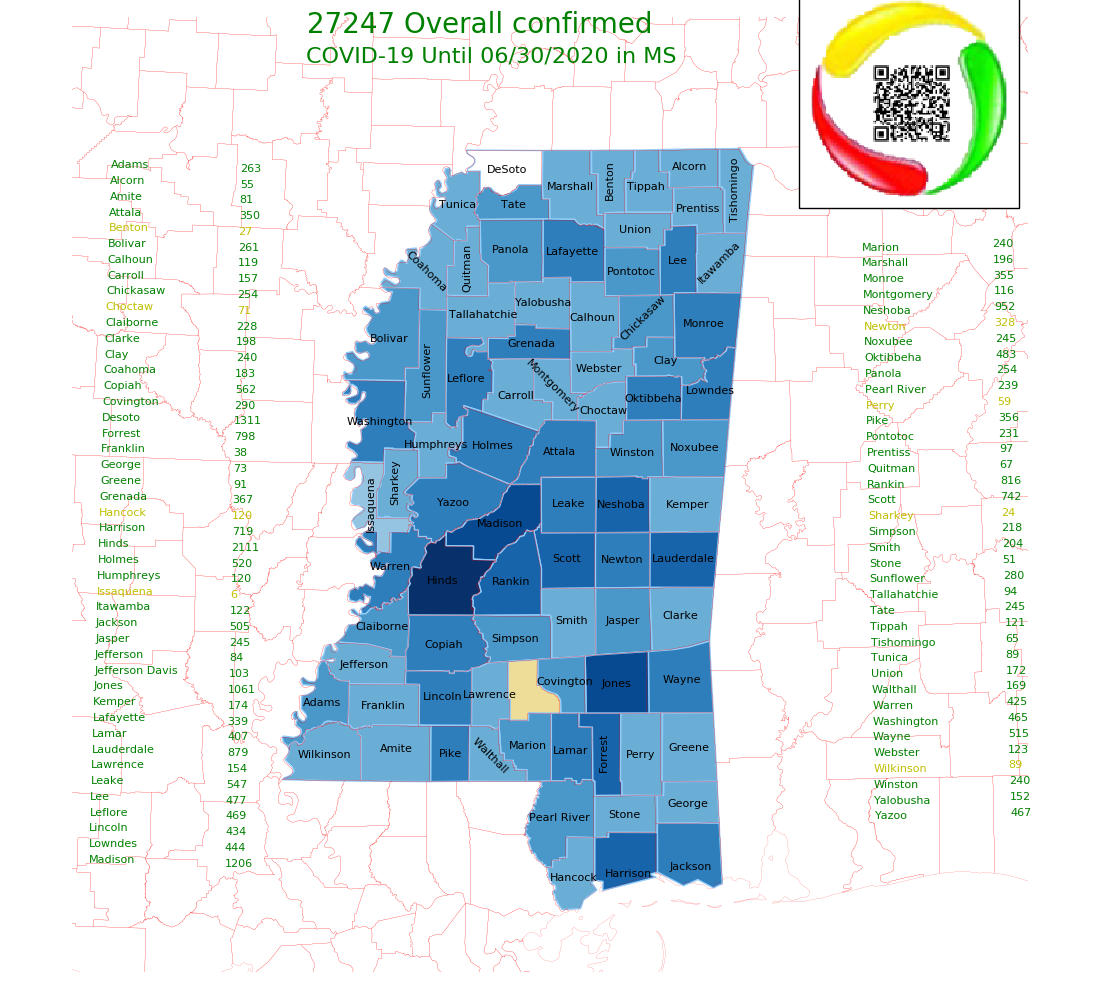 27247 Overall confirmed
COVID-19 Until 06/30/2020 in MS
Adams 263
Alcorn 55
Amite 81
Attala 350
Benton 27
Bolivar 261
Calhoun 119
Carroll 157
Chickasaw 254
Choctaw 71
Claiborne 228
Clarke 198
Clay 240
Coahoma 183
Copiah 562
Covington 290
Desoto 1311
Forrest 798
Franklin 38
George 73
Greene 91
Grenada 367
Hancock 120
Harrison 719
Hinds 2111
Holmes 520
Humphreys 120
Issaquena 6
Itawamba 122
Jackson 505
Jasper 245
Jefferson 84
Jefferson Davis 103
Jones 1061
Kemper 174
Lafayette 339
Lamar 407
Lauderdale 879
Lawrence 154
Leake 547
Lee 477
Leflore 469
Lincoln 434
Lowndes 444
Madison 1206
DeSoto
Marshall
Benton
Tippah
Alcorn
Tishomingo
Prentiss
Tunica
Tate
Union
Panola
Lafayette
Lee
Itawamba
Quitman
Coahoma
Pontotoc
Yalobusha
Tallahatchie
Calhoun
Chickasaw
Monroe
Bolivar
Grenada
Sunflower
Leflore
Webster
Clay
Montgomery
Carroll
Choctaw
Oktibbeha
Lowndes
Washington
Humphreys
Holmes
Attala
Winston
Noxubee
Sharkey
Issaquena
Yazoo
Leake
Neshoba
Kemper
Madison
Warren
Hinds
Rankin
Scott
Newton
Lauderdale
Claiborne
Copiah
Simpson
Smith
Jasper
Clarke
Jefferson
Adams
Franklin
Lincoln
Lawrence
Covington
Jones
Wayne
Wilkinson
Amite
Pike
Walthall
Marion
Lamar
Forrest
Perry
Greene
Pearl River
Stone
George
Hancock
Harrison
Jackson
Marion 240
Marshall 196
Monroe 355
Montgomery 116
Neshoba 952
Newton 328
Noxubee 245
Oktibbeha 483
Panola 254
Pearl River 239
Perry 59
Pike 356
Pontotoc 231
Prentiss 97
Quitman 67
Rankin 816
Scott 742
Sharkey 24
Simpson 218
Smith 204
Stone 51
Sunflower 280
Tallahatchie 94
Tate 245
Tippah 121
Tishomingo 65
Tunica 89
Union 172
Walthall 169
Warren 425
Washington 465
Wayne 515
Webster 123
Wilkinson 89
Winston 240
Yalobusha 152
Yazoo 467